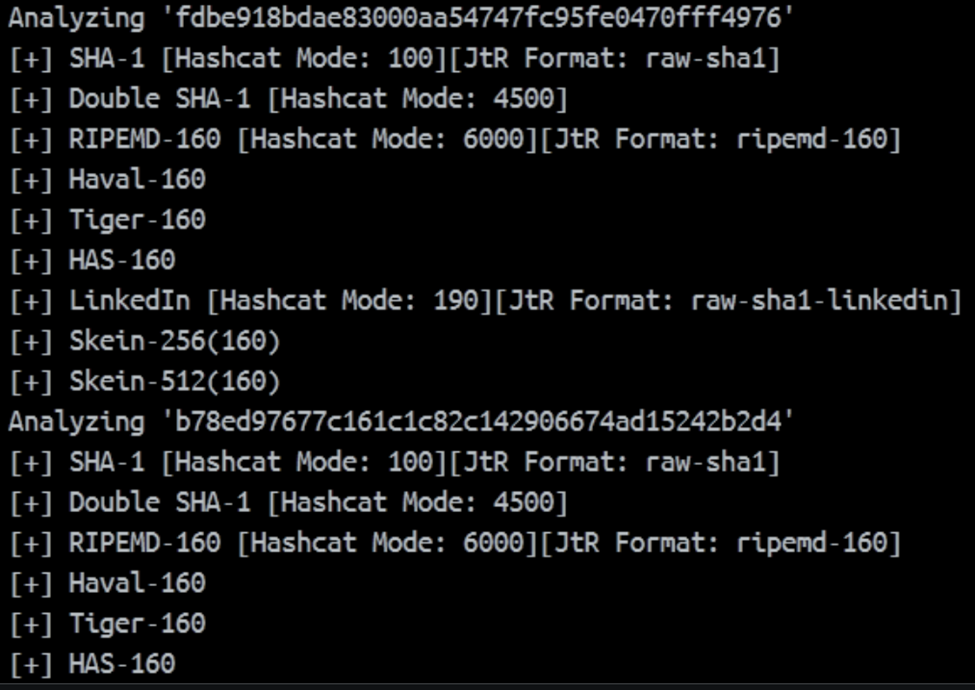 Analyzing 'fdbe918bdae83000aa54747fc95fe0470fff4976'
[+] SHA-1 [Hashcat Mode: 100][JtR Format: raw-sha1]
[+] Double SHA-1 [Hashcat Mode: 4500]
[+] RIPEMD-160 [Hashcat Mode: 6000][JtR Format: ripemd-160]
[+] Haval-160
[+] Tiger-160
[+] HAS-160
[+] LinkedIn [Hashcat Mode: 190][JtR Format: raw-sha1-linkedin]
[+] Skein-256(160)
[+] Skein-512(160)
Analyzing 'b78ed97677c161c1c82c142906674ad15242b2d4'
[+] SHA-1 [Hashcat Mode: 100][JtR Format: raw-sha1]
[+] Double SHA-1 [Hashcat Mode: 4500]
[+] RIPEMD-160 [Hashcat Mode: 6000][JtR Format: ripemd-160]
[+] Haval-160
[+] Tiger-160
[+] HAS-160